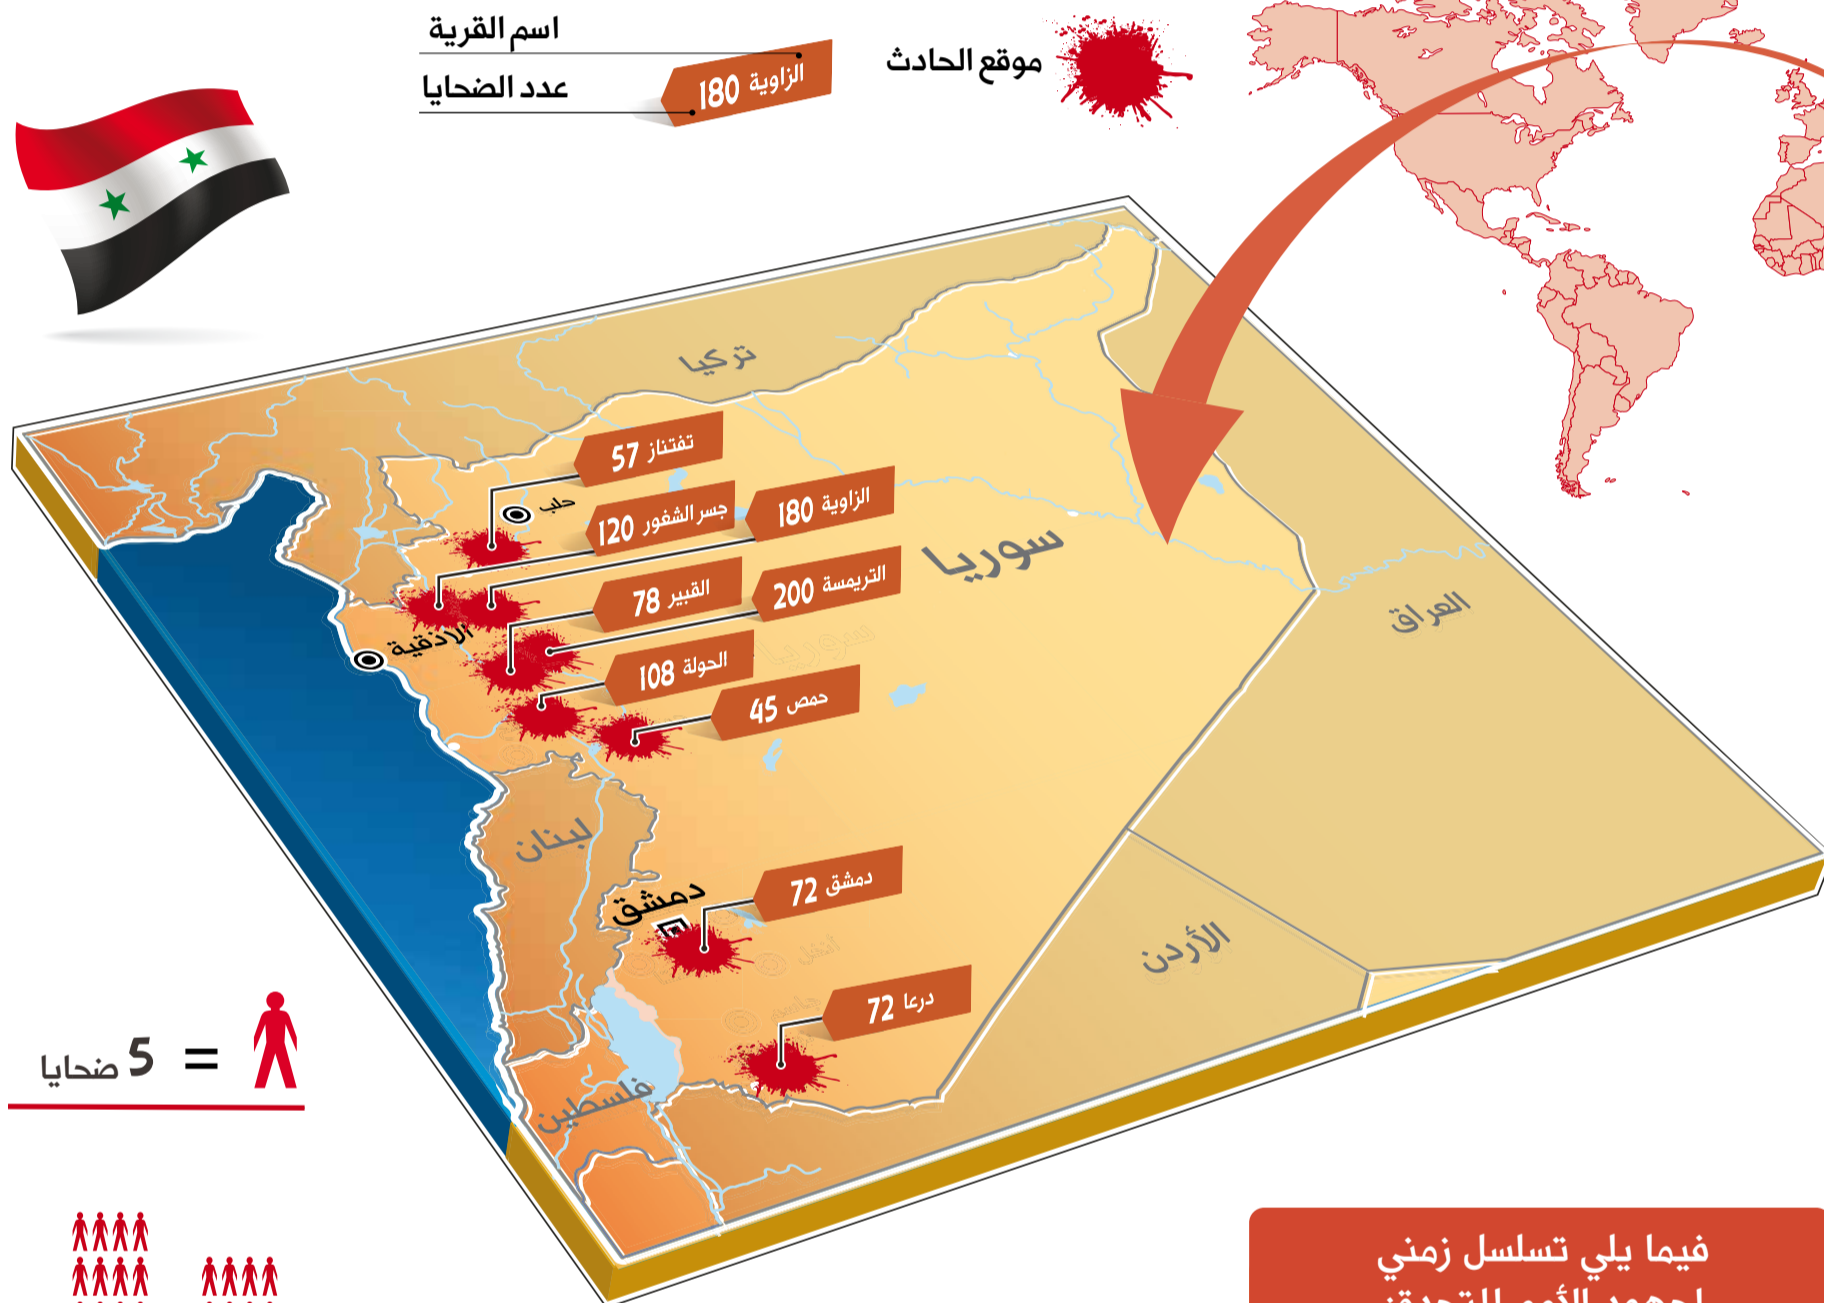 موقع الحادث
اسم القرية
عدد الضحايا
الزاوية 180
تركيا
تفتناز 57
حلب
جسر الشغور 120
الزاوية 180
سوريا
القبير 78
التريمسة 200
العراق
الاذقية
الحولة 108
حمص 45
لبنان
دمشق
دمشق 72
الأردن
درعا 72
فلسطين
= 5 ضحايا
فيما يلي تسلسل زمني